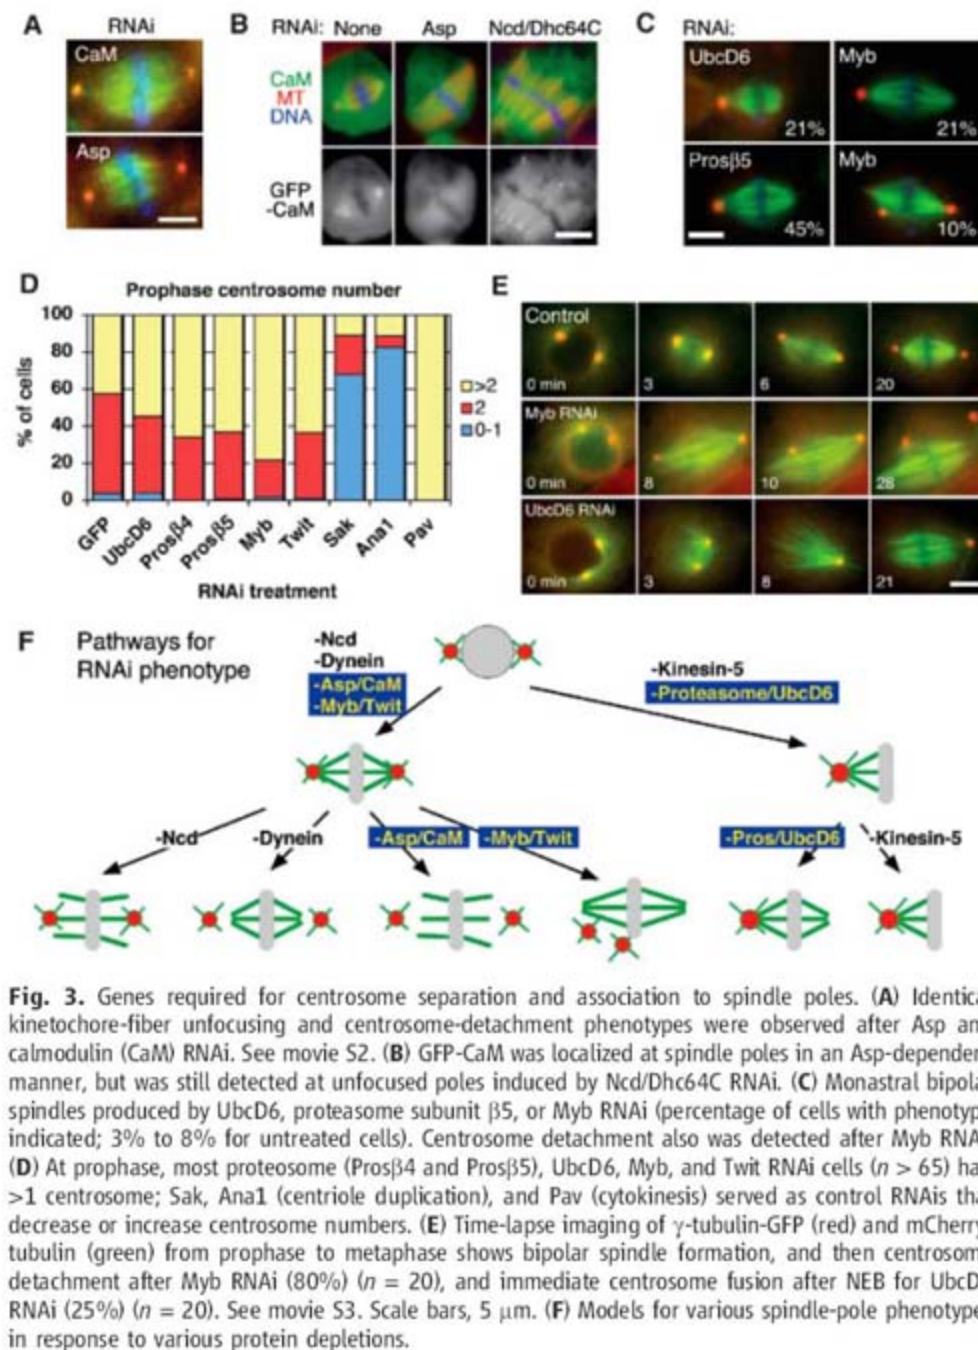 A
RNAi
CaM
Asp
B
RNAi: None Asp Ncd/Dhc64C
CaM
MT
DNA
GFP
-CaM
C
RNAi:
UbcD6
21%
Myb
21%
Prosβ5
45%
Myb
10%
D
Prophase centrosome number
% of cells
100
80
60
40
20
0
>2
2
0-1
GFP
UbcD6
Prosβ4
Prosβ5
Myb
Twit
Sak
Ana1
Pav
RNAi treatment
E
Control
0 min 3 6 20
Myb RNAi
0 min 8 10 28
UbcD6 RNAi
0 min 3 8 21
F Pathways for
RNAi phenotype
-Ncd
-Dynein
-Asp/CaM
-Myb/Twit
-Kinesin-5
-Proteasome/UbcD6
-Ncd -Dynein -Asp/CaM -Myb/Twit -Pros/UbcD6 -Kinesin-5
Fig. 3. Genes required for centrosome separation and association to spindle poles. (A) Identica
kinetochore-fiber unfocusing and centrosome-detachment phenotypes were observed after Asp an
calmodulin (CaM) RNAi. See movie S2. (B) GFP-CaM was localized at spindle poles in an Asp-dependen
manner, but was still detected at unfocused poles induced by Ncd/Dhc64C RNAi. (C) Monastral bipola
spindles produced by UbcD6, proteasome subunit β5, or Myb RNAi (percentage of cells with phenotyp
indicated; 3% to 8% for untreated cells). Centrosome detachment also was detected after Myb RNA
(D) At prophase, most proteosome (Prosβ4 and Prosβ5), UbcD6, Myb, and Twit RNAi cells (n > 65) ha
>1 centrosome; Sak, Ana1 (centriole duplication), and Pav (cytokinesis) served as control RNAis tha
decrease or increase centrosome numbers. (E) Time-lapse imaging of γ-tubulin-GFP (red) and mCherry
tubulin (green) from prophase to metaphase shows bipolar spindle formation, and then centrosom
detachment after Myb RNAi (80%) (n = 20), and immediate centrosome fusion after NEB for UbcD
RNAi (25%) (n = 20). See movie S3. Scale bars, 5 μm. (F) Models for various spindle-pole phenotype
in response to various protein depletions.